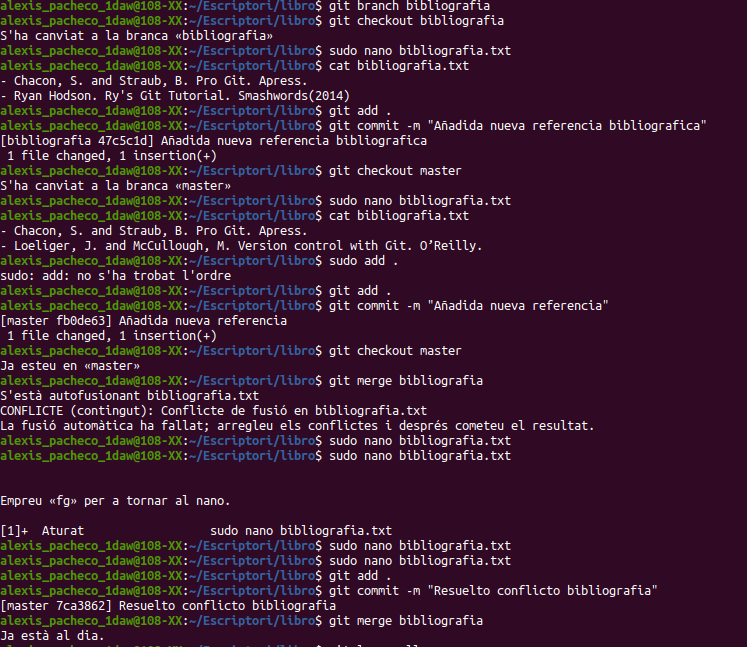 alexis_pacheco_1daw@108-XX:~/Escriptori/libro$ git branch bibliografia
alexis_pacheco_1daw@108-XX:~/Escriptori/libro$ git checkout bibliografia
S'ha canviat a la branca «bibliografia»
alexis_pacheco_1daw@108-XX:~/Escriptori/libro$ sudo nano bibliografia.txt
alexis_pacheco_1daw@108-XX:~/Escriptori/libro$ cat bibliografia.txt
- Chacon, S. and Straub, B. Pro Git. Apress.
- Ryan Hodson. Ry's Git Tutorial. Smashwords(2014)
alexis_pacheco_1daw@108-XX:~/Escriptori/libro$ git add .
alexis_pacheco_1daw@108-XX:~/Escriptori/libro$ git commit -m "Añadida nueva referencia bibliografica"
[bibliografia 47c5c1d] Añadida nueva referencia bibliografica
 1 file changed, 1 insertion(+)
alexis_pacheco_1daw@108-XX:~/Escriptori/libro$ git checkout master
S'ha canviat a la branca «master»
alexis_pacheco_1daw@108-XX:~/Escriptori/libro$ sudo nano bibliografia.txt
alexis_pacheco_1daw@108-XX:~/Escriptori/libro$ cat bibliografia.txt
- Chacon, S. and Straub, B. Pro Git. Apress.
- Loeliger, J. and McCullough, M. Version control with Git. O’Reilly.
alexis_pacheco_1daw@108-XX:~/Escriptori/libro$ sudo add .
sudo: add: no s'ha trobat l'ordre
alexis_pacheco_1daw@108-XX:~/Escriptori/libro$ git add .
alexis_pacheco_1daw@108-XX:~/Escriptori/libro$ git commit -m "Añadida nueva referencia"
[master fb0de63] Añadida nueva referencia
 1 file changed, 1 insertion(+)
alexis_pacheco_1daw@108-XX:~/Escriptori/libro$ git checkout master
Ja esteu en «master»
alexis_pacheco_1daw@108-XX:~/Escriptori/libro$ git merge bibliografia
S'està autofusionant bibliografia.txt
CONFLICTE (contingut): Conflicte de fusió en bibliografia.txt
La fusió automàtica ha fallat; arregleu els conflictes i després cometeu el resultat.
alexis_pacheco_1daw@108-XX:~/Escriptori/libro$ sudo nano bibliografia.txt
alexis_pacheco_1daw@108-XX:~/Escriptori/libro$ sudo nano bibliografia.txt
Empreu «fg» per a tornar al nano.
[1]+  Aturat                 sudo nano bibliografia.txt
alexis_pacheco_1daw@108-XX:~/Escriptori/libro$ sudo nano bibliografia.txt
alexis_pacheco_1daw@108-XX:~/Escriptori/libro$ sudo nano bibliografia.txt
alexis_pacheco_1daw@108-XX:~/Escriptori/libro$ git add .
alexis_pacheco_1daw@108-XX:~/Escriptori/libro$ git commit -m "Resuelto conflicto bibliografia"
[master 7ca3862] Resuelto conflicto bibliografia
alexis_pacheco_1daw@108-XX:~/Escriptori/libro$ git merge bibliografia
Ja està al dia.